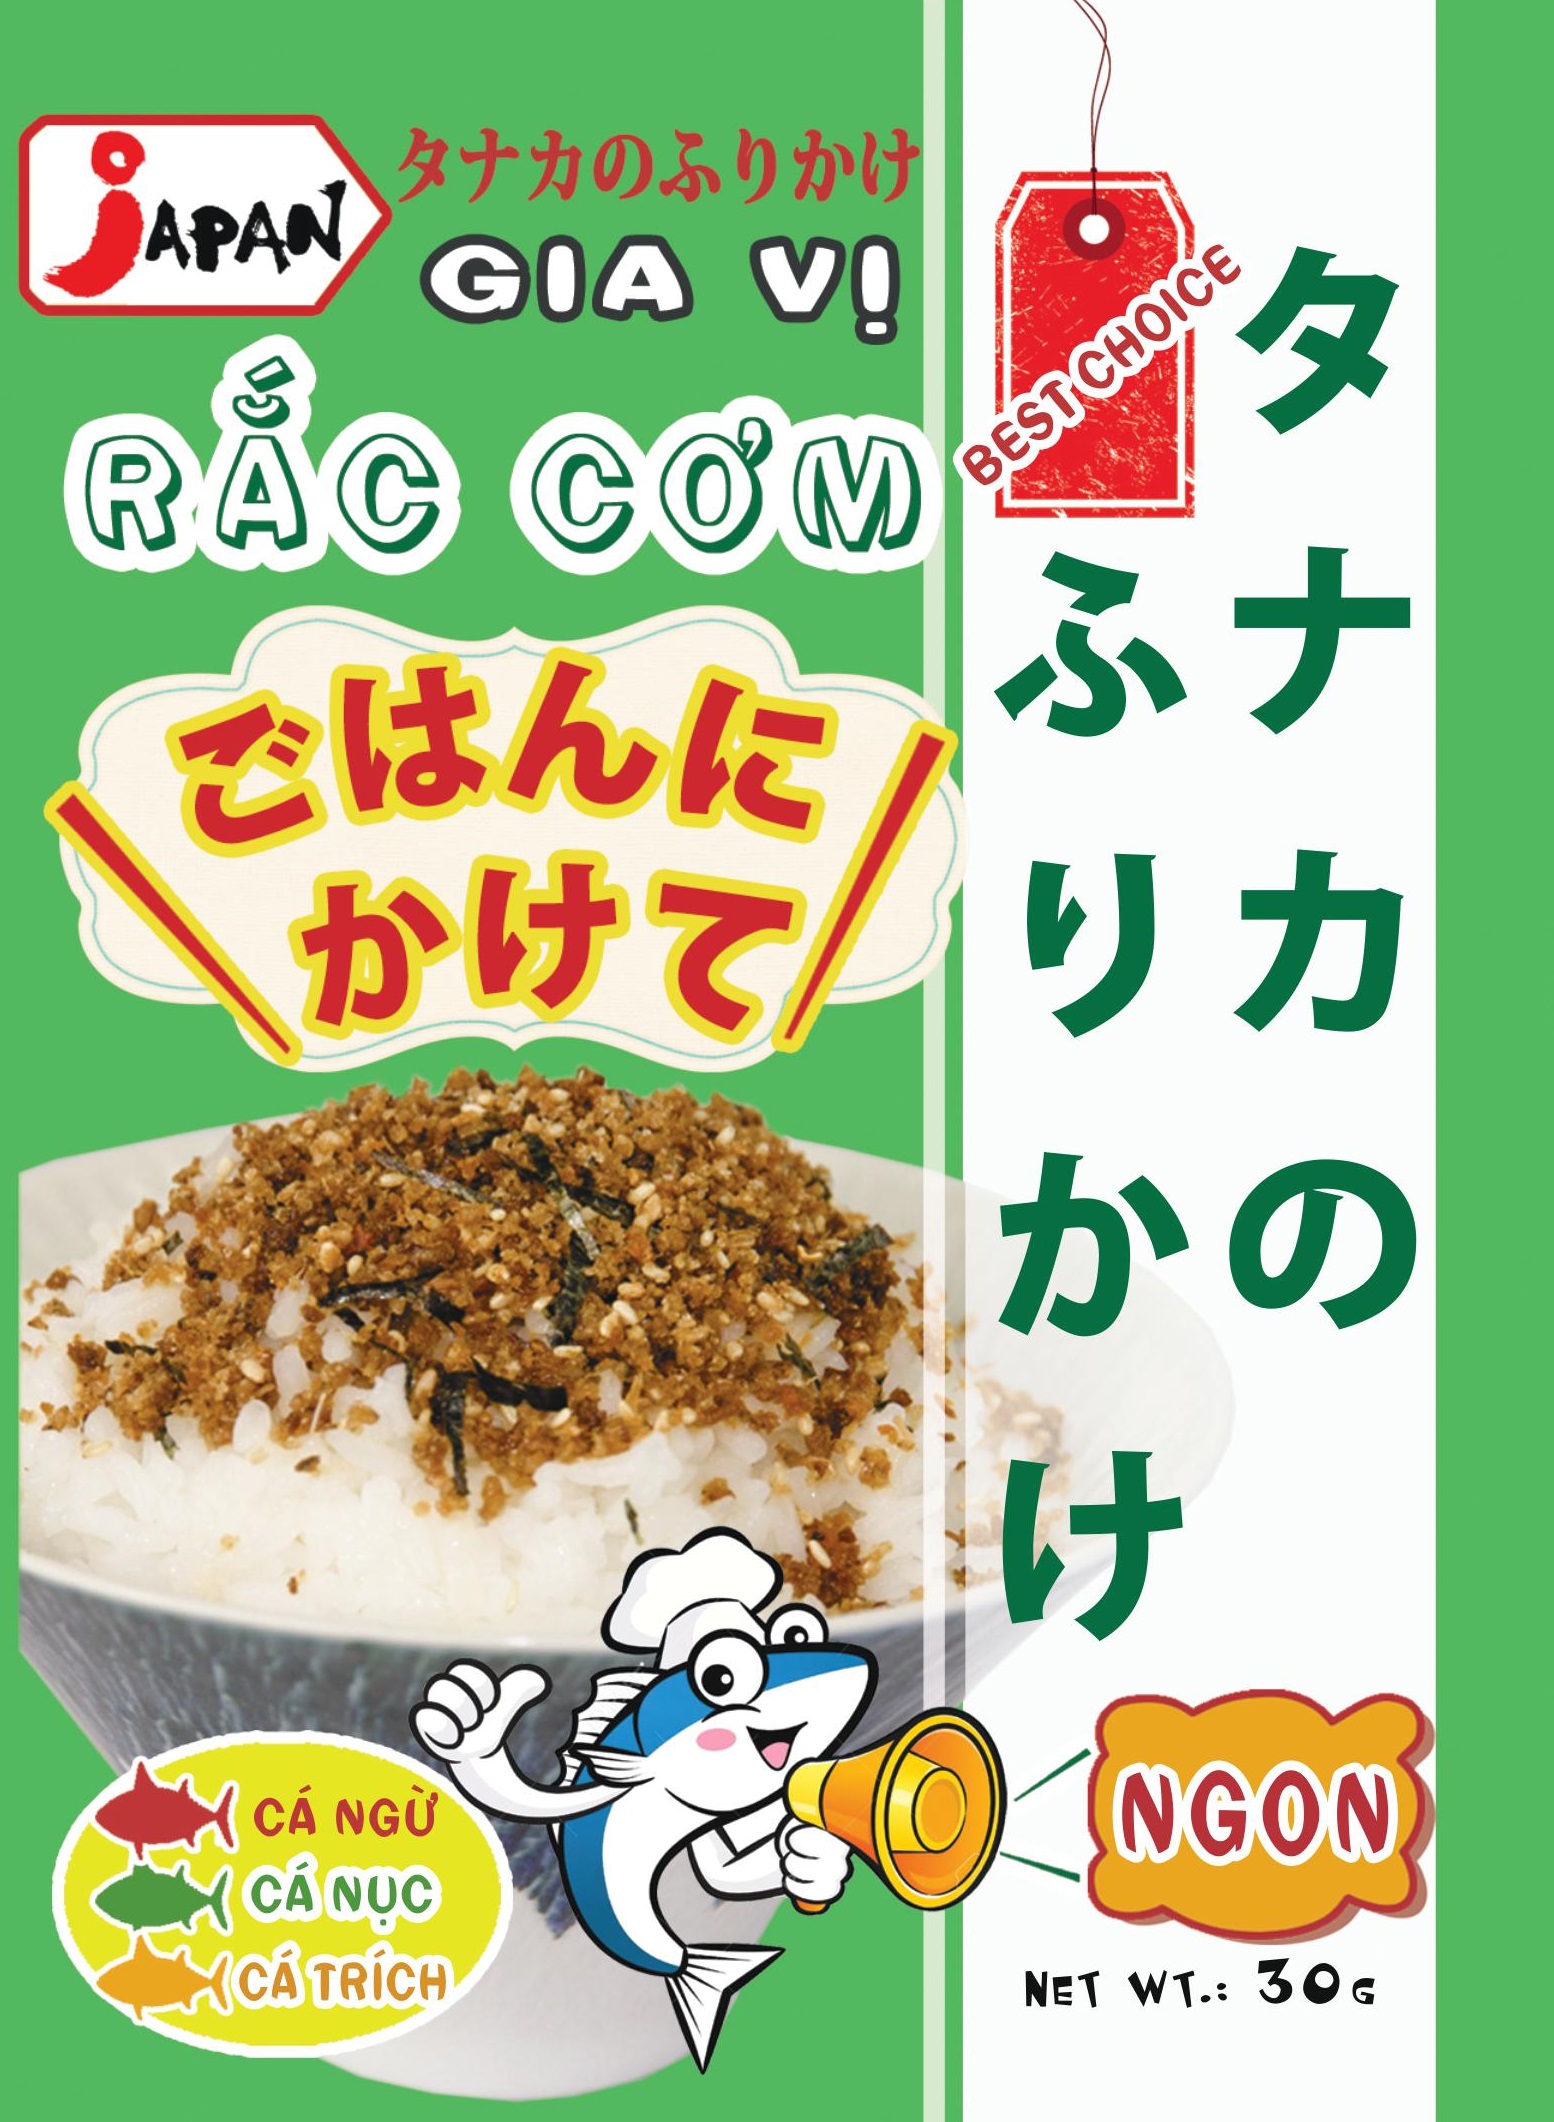 JAPAN
タナカのふりかけ
GIA VỊ
RẮC CƠM
ごはんに
かけて
BEST CHOICE
タナカの
ふりかけ
CÁ NGỪ
CÁ NỤC
CÁ TRÍCH
NGON
NET WT.: 30G